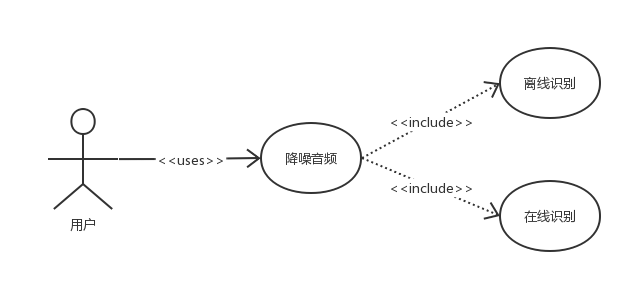 离线识别
<<include>>
<<uses>>
降噪音频
<<include>>
在线识别
用户